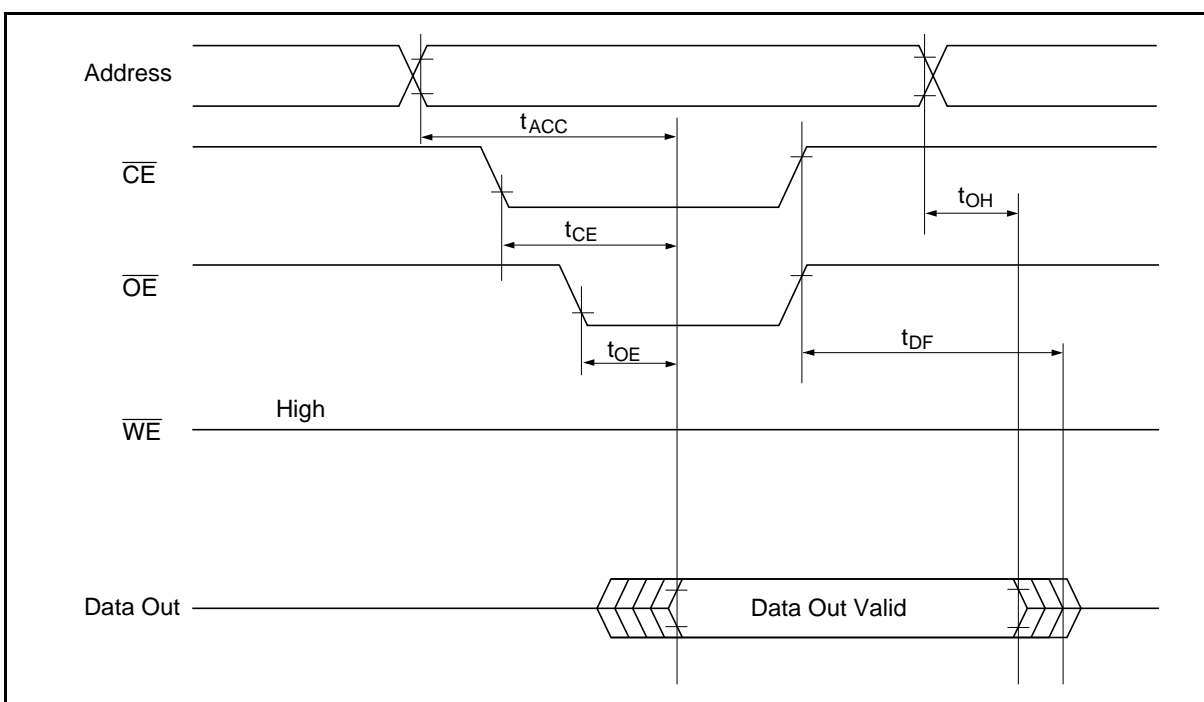 Address
tACC
CE
tOH
tCE
OE
tDF
tOE
High
WE
Data Out
Data Out Valid